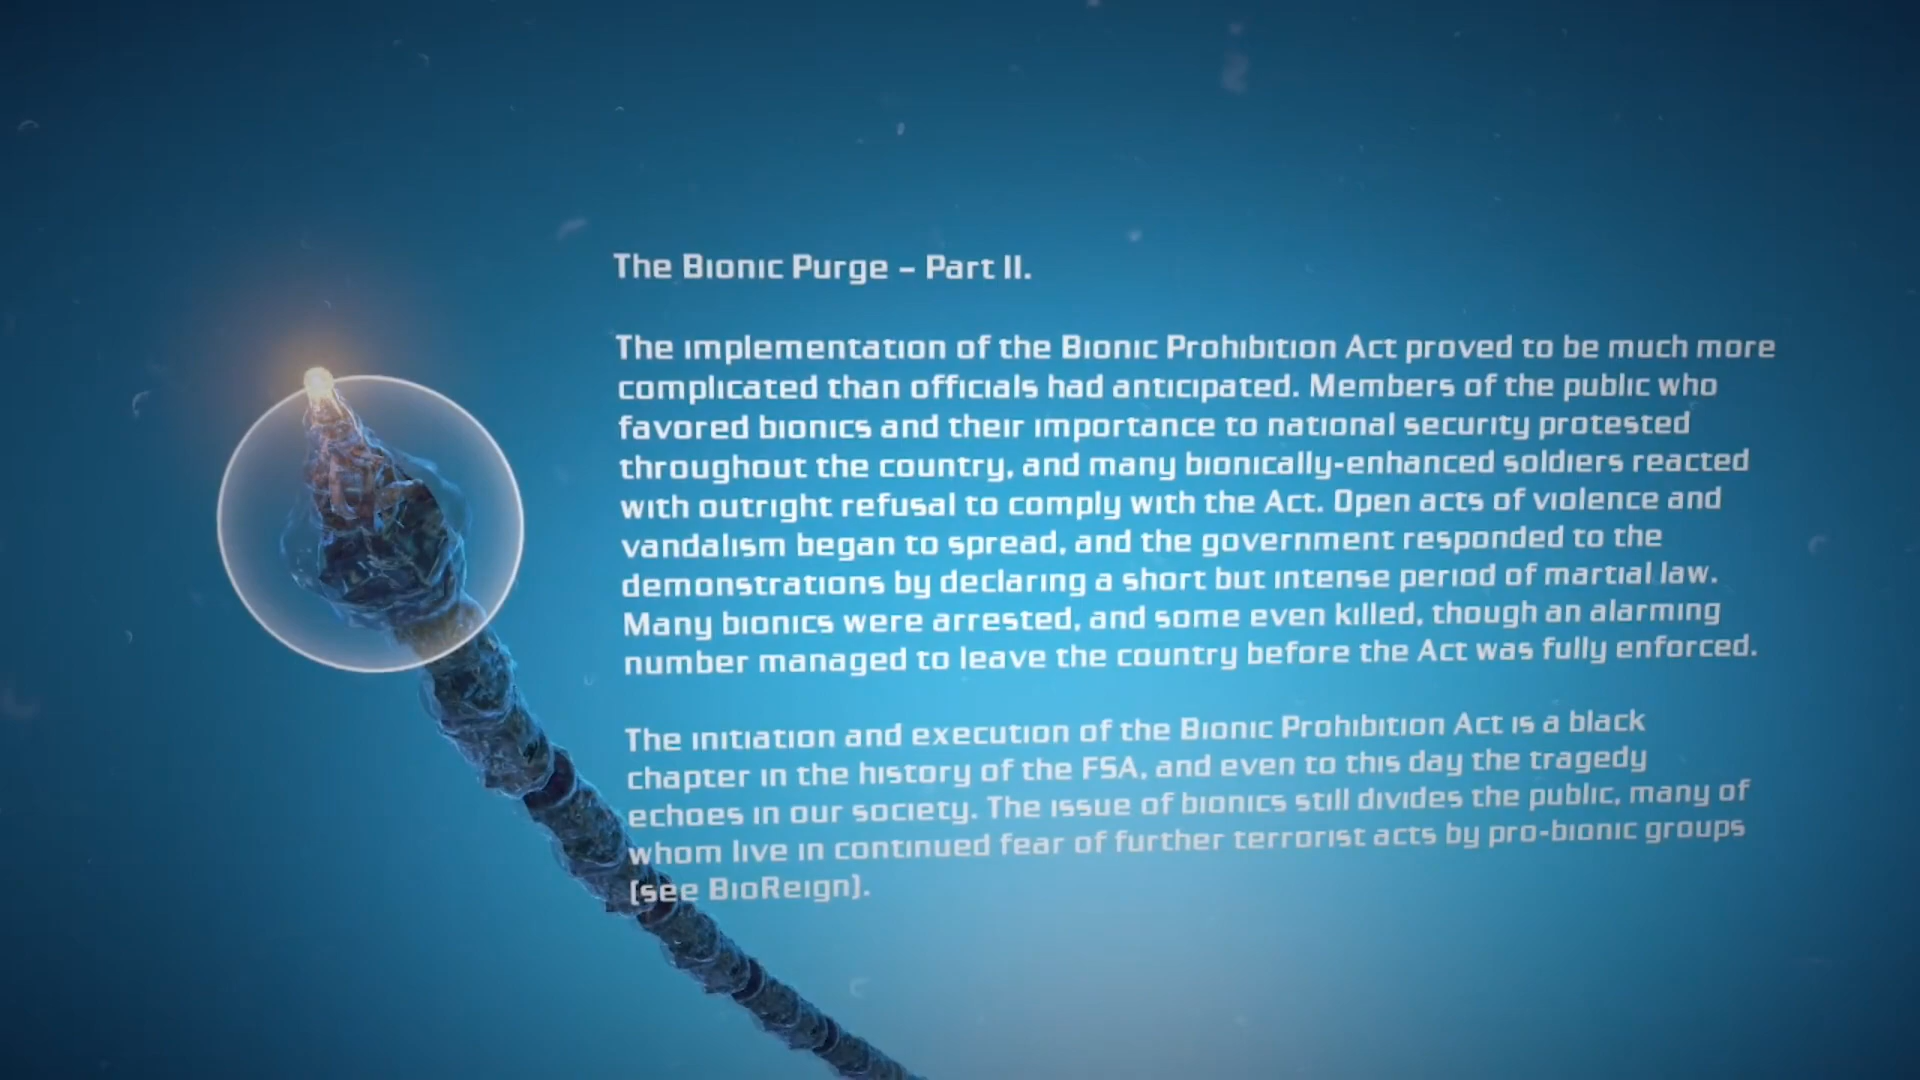 The Bionic Purge – Part II.
The implementation of the Bionic Prohibition Act proved to be much more
complicated than officials had anticipated. Members of the public who
favored bionics and their importance to national security protested
throughout the country, and many bionically-enhanced soldiers reacted
with outright refusal to comply with the Act. Open acts of violence and
vandalism began to spread, and the government responded to the
demonstrations by declaring a short but intense period of martial law.
Many bionics were arrested, and some even killed, though an alarming
number managed to leave the country before the Act was fully enforced.
The initiation and execution of the Bionic Prohibition Act is a black
chapter in the history of the FSA, and even to this day the tragedy
echoes in our society. The issue of bionics still divides the public, many of
whom live in continued fear of further terrorist acts by pro-bionic groups
(see BioReign).